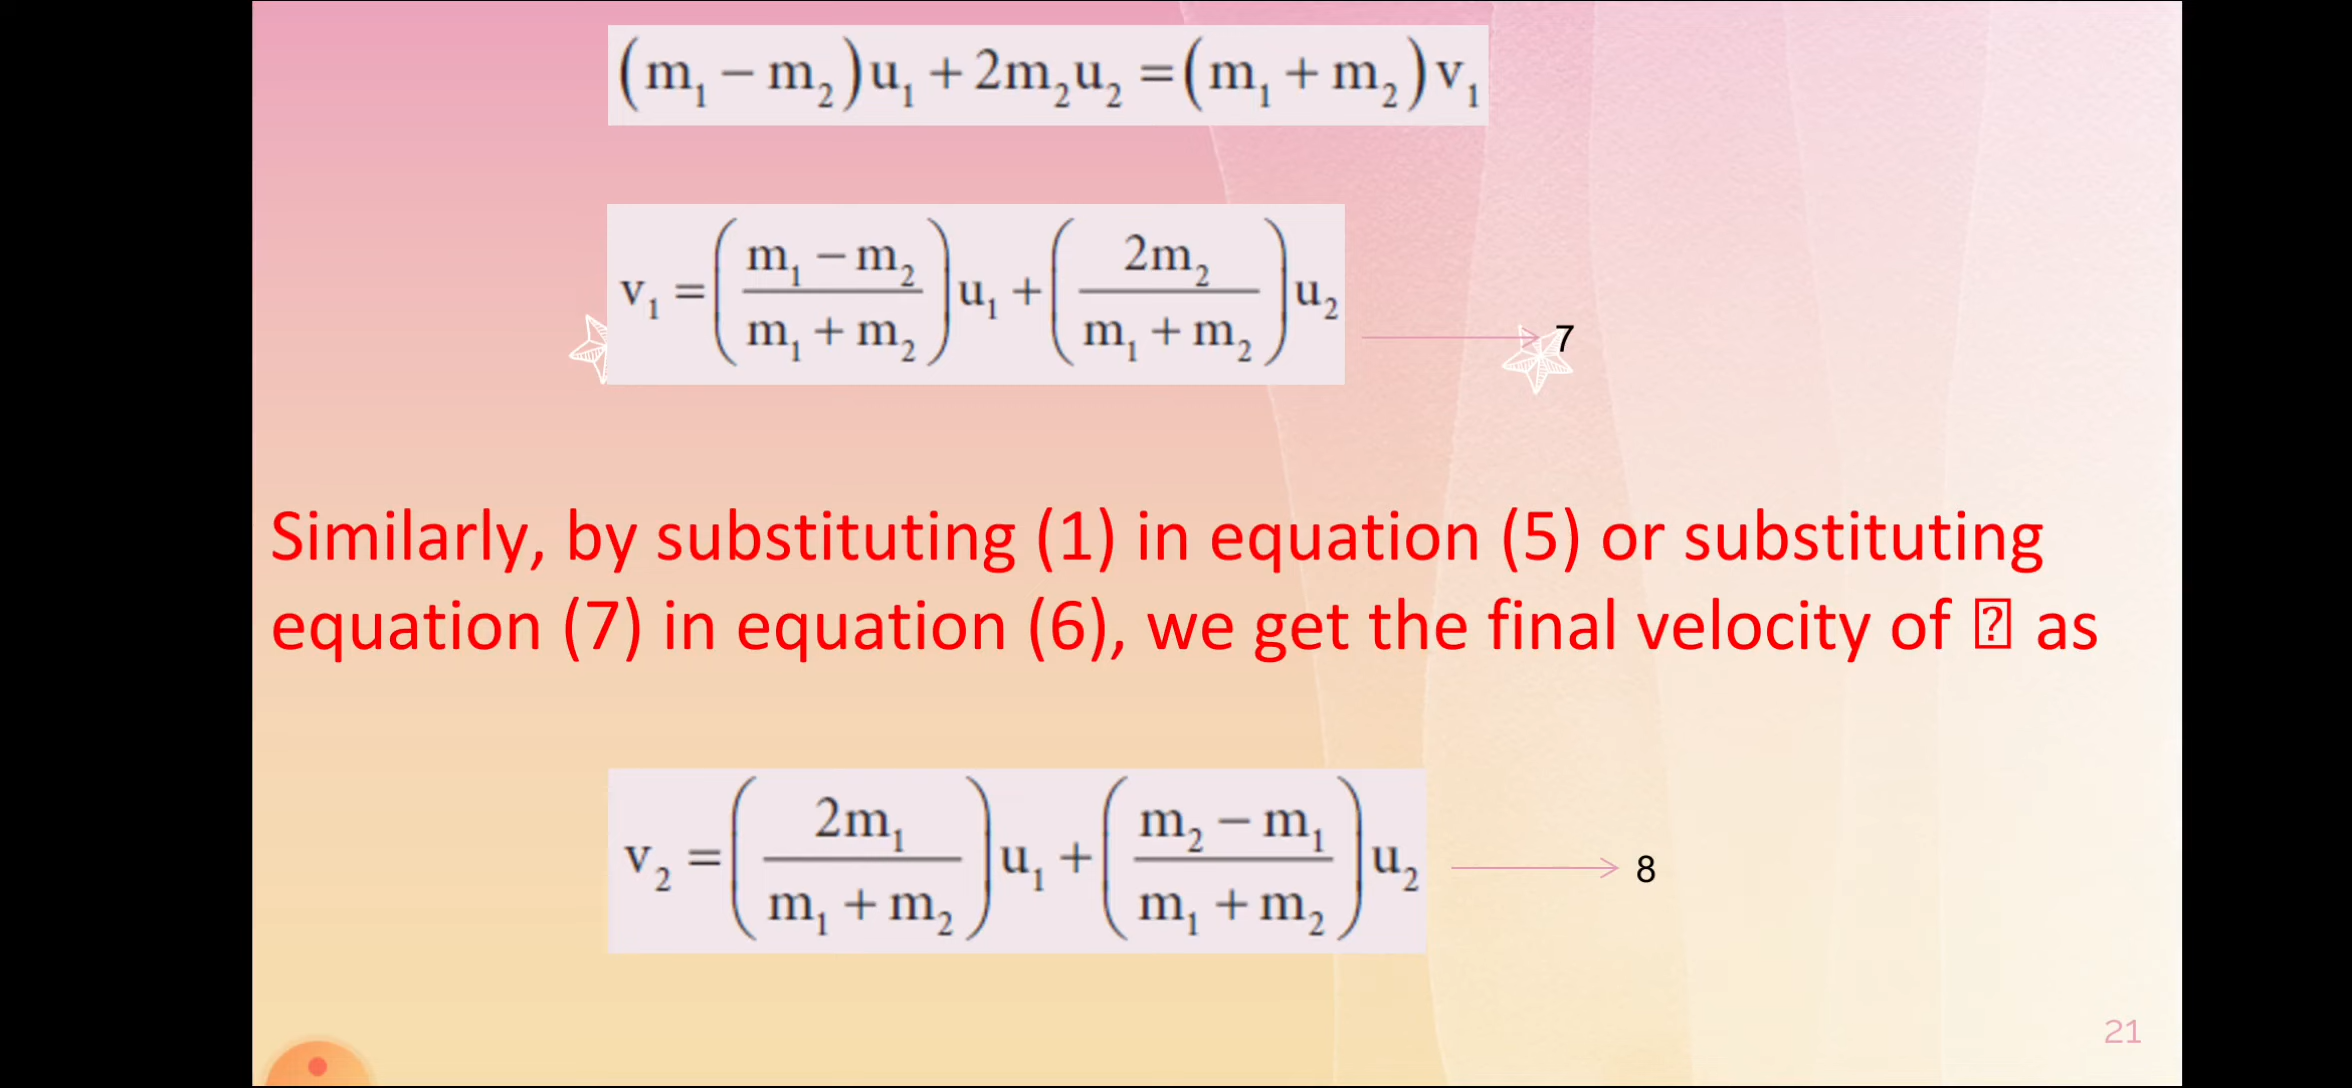 (m₁ − m₂)u₁ + 2m₂u₂ = (m₁ + m₂)v₁
v₁ = ((m₁ − m₂)/(m₁ + m₂))u₁ + (2m₂/(m₁ + m₂))u₂
7
Similarly, by substituting (1) in equation (5) or substituting
equation (7) in equation (6), we get the final velocity of ⍰ as
v₂ = (2m₁/(m₁ + m₂))u₁ + ((m₂ − m₁)/(m₁ + m₂))u₂
8
21